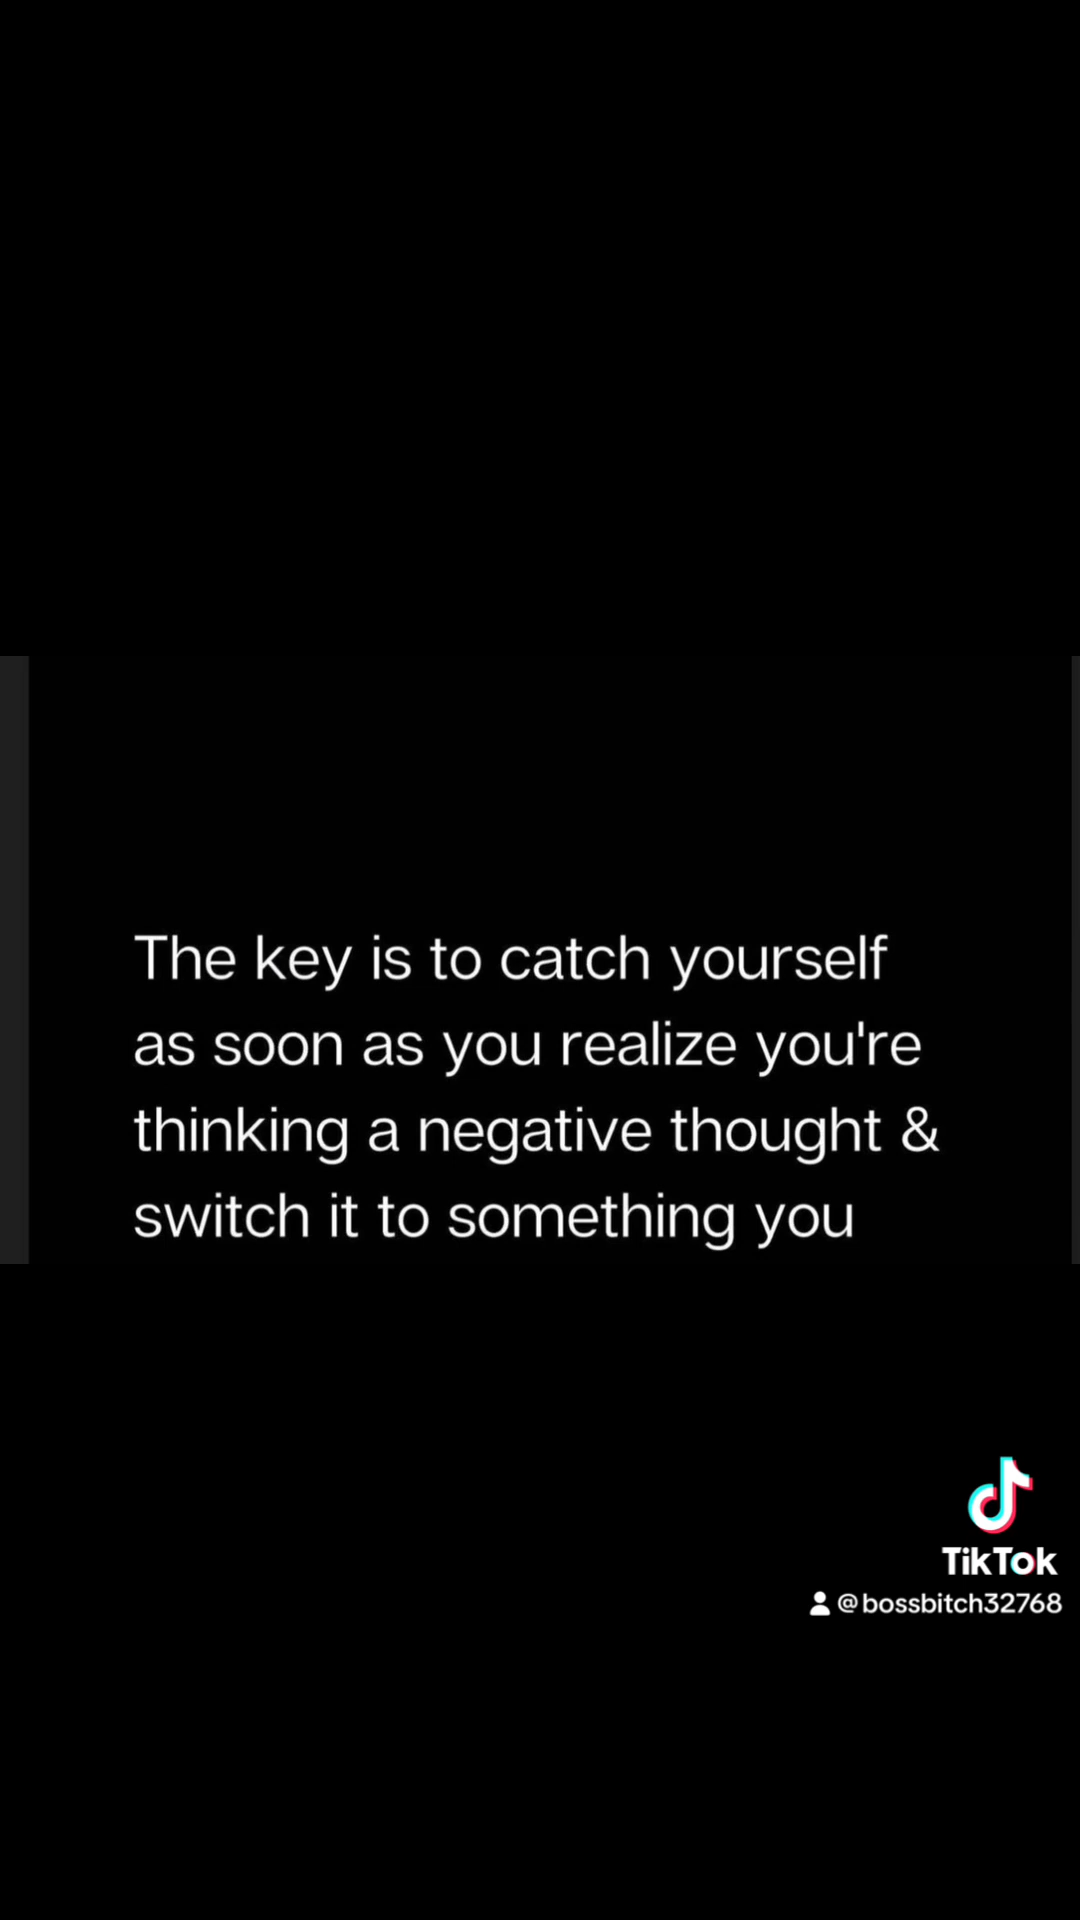 The key is to catch yourself
as soon as you realize you're
thinking a negative thought &
switch it to something you
TikTok
@bossbitch32768